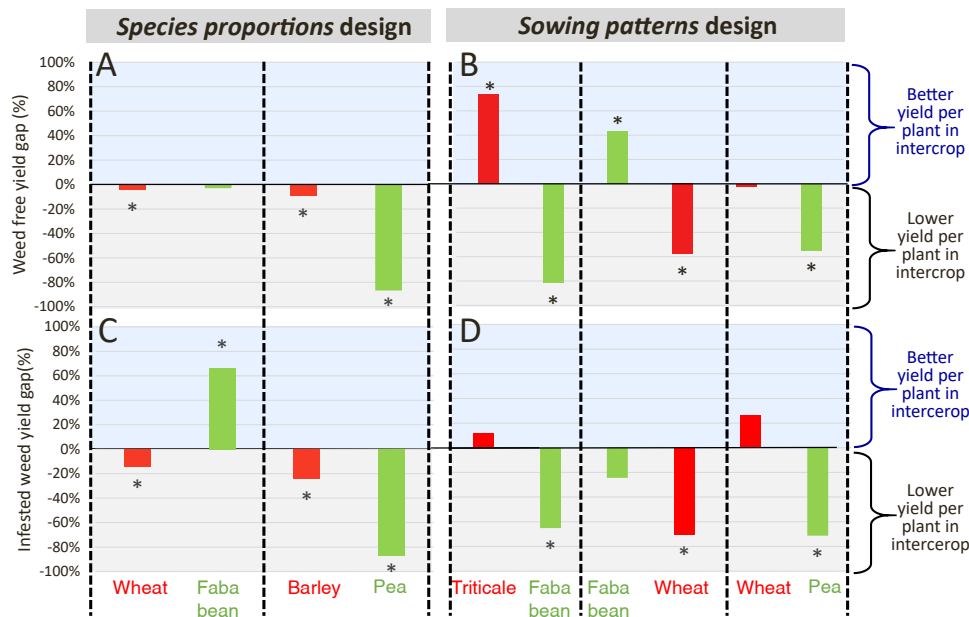 Species proportions design
Sowing patterns design
A
B
Weed free yield gap (%)
100%
80%
60%
40%
20%
0%
-20%
-40%
-60%
-80%
-100%
*
*
*
*
*
*
*
*
Better
yield per
plant in
intercrop
Lower
yield per
plant in
intercrop
C
D
Infested weed yield gap(%)
100%
80%
60%
40%
20%
0%
-20%
-40%
-60%
-80%
-100%
*
*
*
*
*
*
*
Better
yield per
plant in
intercerop
Lower
yield per
plant in
intercrop
Wheat
Faba
bean
Barley
Pea
Triticale
Faba
bean
Faba
bean
Wheat
Wheat
Pea